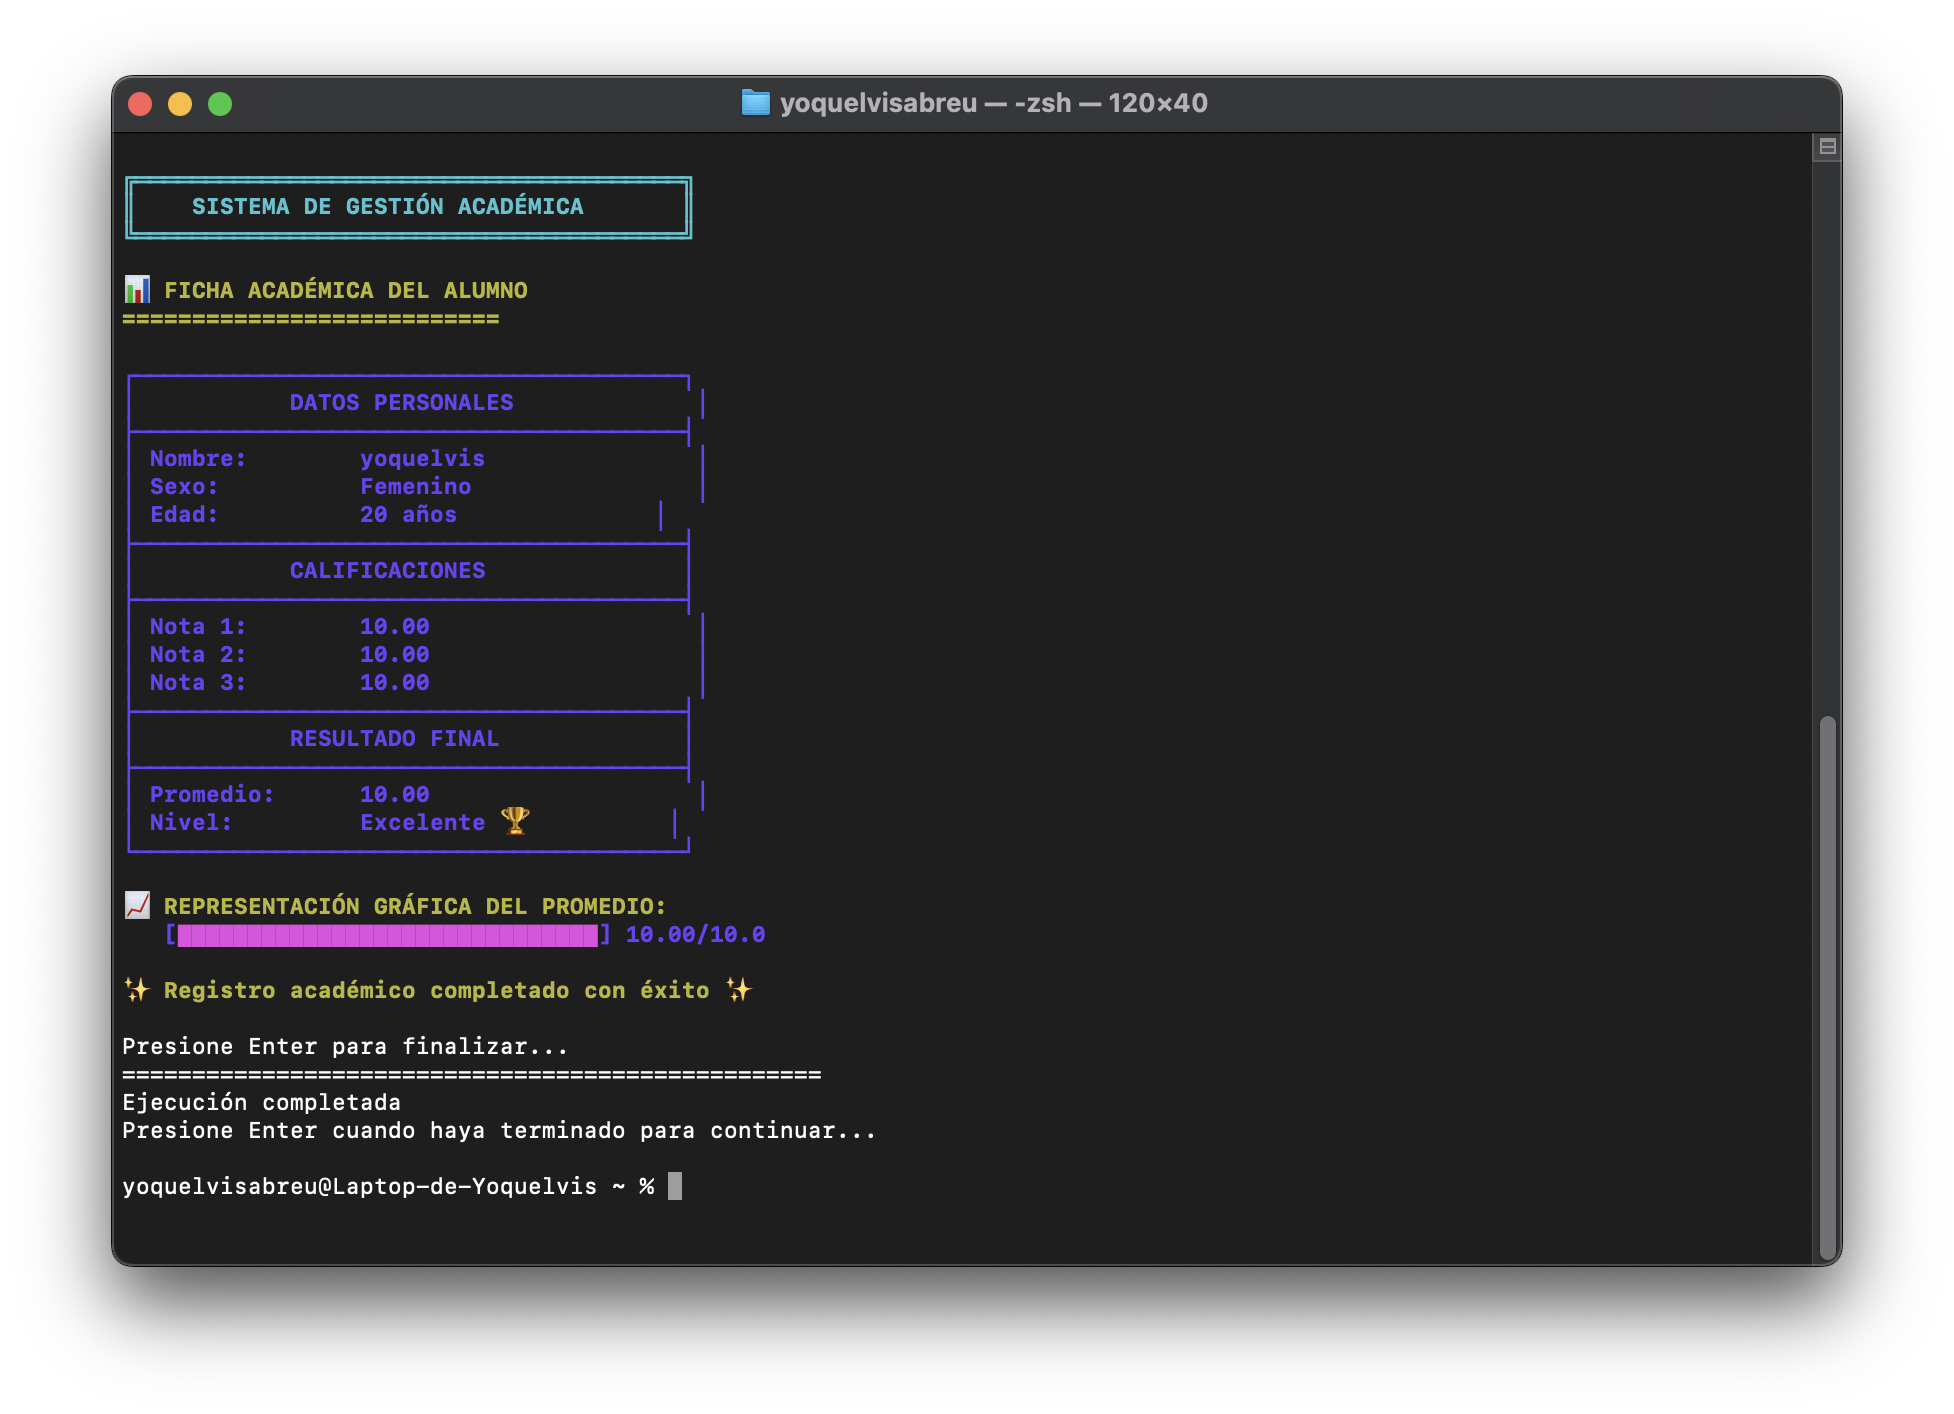 yoquelvisabreu — -zsh — 120×40
SISTEMA DE GESTIÓN ACADÉMICA
📊 FICHA ACADÉMICA DEL ALUMNO
===========================
DATOS PERSONALES
Nombre: yoquelvis
Sexo: Femenino
Edad: 20 años
CALIFICACIONES
Nota 1: 10.00
Nota 2: 10.00
Nota 3: 10.00
RESULTADO FINAL
Promedio: 10.00
Nivel: Excelente 🏆
📈 REPRESENTACIÓN GRÁFICA DEL PROMEDIO:
[██████████████████████████████] 10.00/10.0
✨ Registro académico completado con éxito ✨
Presione Enter para finalizar...
==================================================
Ejecución completada
Presione Enter cuando haya terminado para continuar...
yoquelvisabreu@Laptop-de-Yoquelvis ~ %